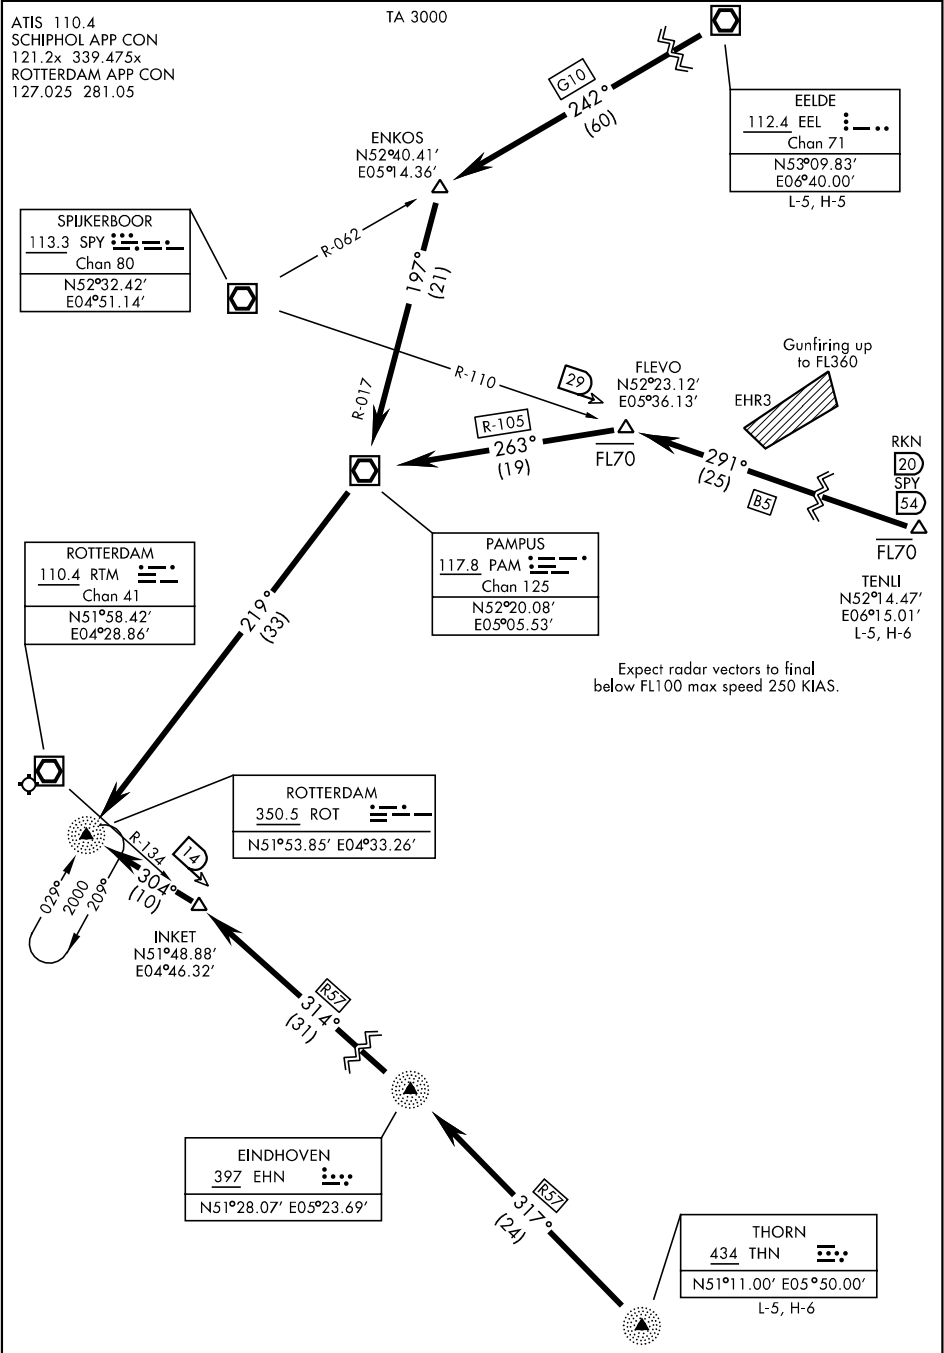 ATIS 110.4
SCHIPHOL APP CON
121.2x 339.475x
ROTTERDAM APP CON
127.025 281.05
TA 3000
G10
242°
(60)
EELDE
112.4 EEL
Chan 71
N53°09.83′
E06°40.00′
L-5, H-5
ENKOS
N52°40.41′
E05°14.36′
SPIJKERBOOR
113.3 SPY
Chan 80
N52°32.42′
E04°51.14′
R-062
197°
(21)
R-110
R-017
29
FLEVO
N52°23.12′
E05°36.13′
FL70
Gunfiring up
to FL360
EHR3
R-105
263°
(19)
291°
(25)
B5
RKN
20
SPY
54
FL70
TENLI
N52°14.47′
E06°15.01′
L-5, H-6
PAMPUS
117.8 PAM
Chan 125
N52°20.08′
E05°05.53′
ROTTERDAM
110.4 RTM
Chan 41
N51°58.42′
E04°28.86′
219°
(33)
Expect radar vectors to final
below FL100 max speed 250 KIAS.
ROTTERDAM
350.5 ROT
N51°53.85′ E04°33.26′
R-134
14
304°
(10)
029°
2000
209°
INKET
N51°48.88′
E04°46.32′
R57
314°
(31)
EINDHOVEN
397 EHN
N51°28.07′ E05°23.69′
R57
317°
(24)
THORN
434 THN
N51°11.00′ E05°50.00′
L-5, H-6